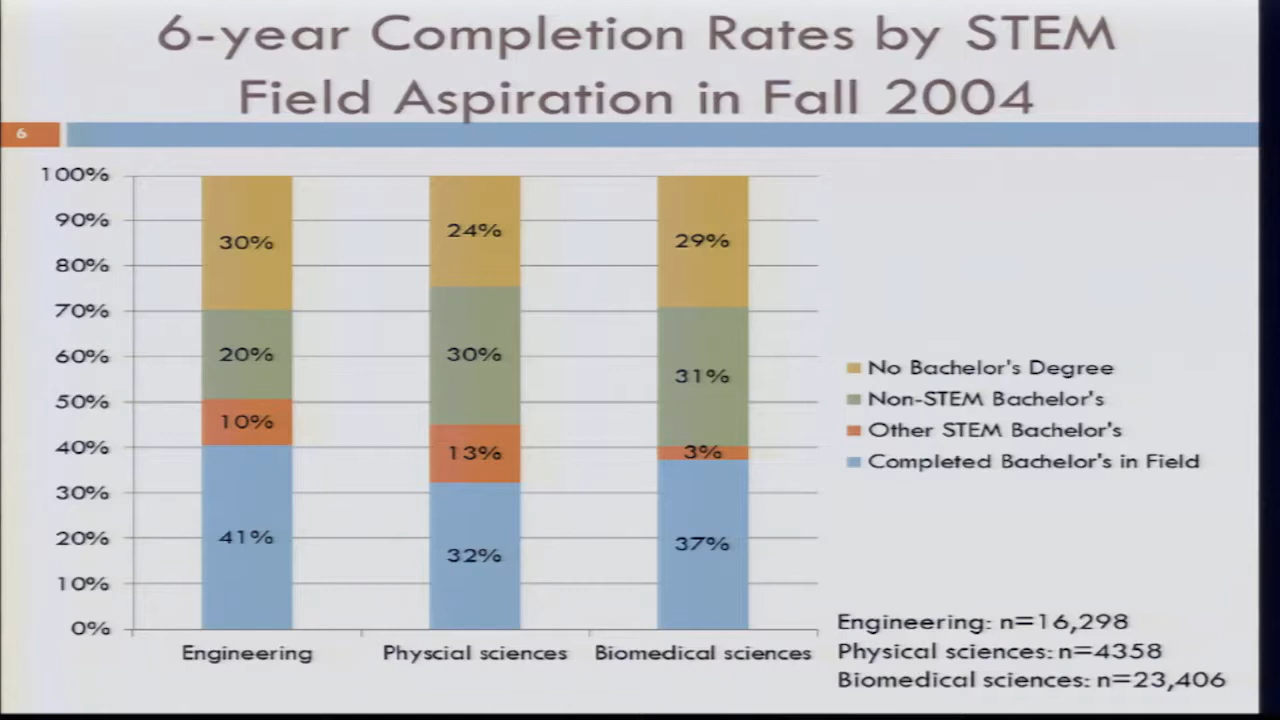 6-year Completion Rates by STEM
Field Aspiration in Fall 2004
6
100%
90%
80%
70%
60%
50%
40%
30%
20%
10%
0%
30%
20%
10%
41%
24%
30%
13%
32%
29%
31%
3%
37%
Engineering
Physcial sciences
Biomedical sciences
No Bachelor's Degree
Non-STEM Bachelor's
Other STEM Bachelor's
Completed Bachelor's in Field
Engineering: n=16,298
Physical sciences: n=4358
Biomedical sciences: n=23,406